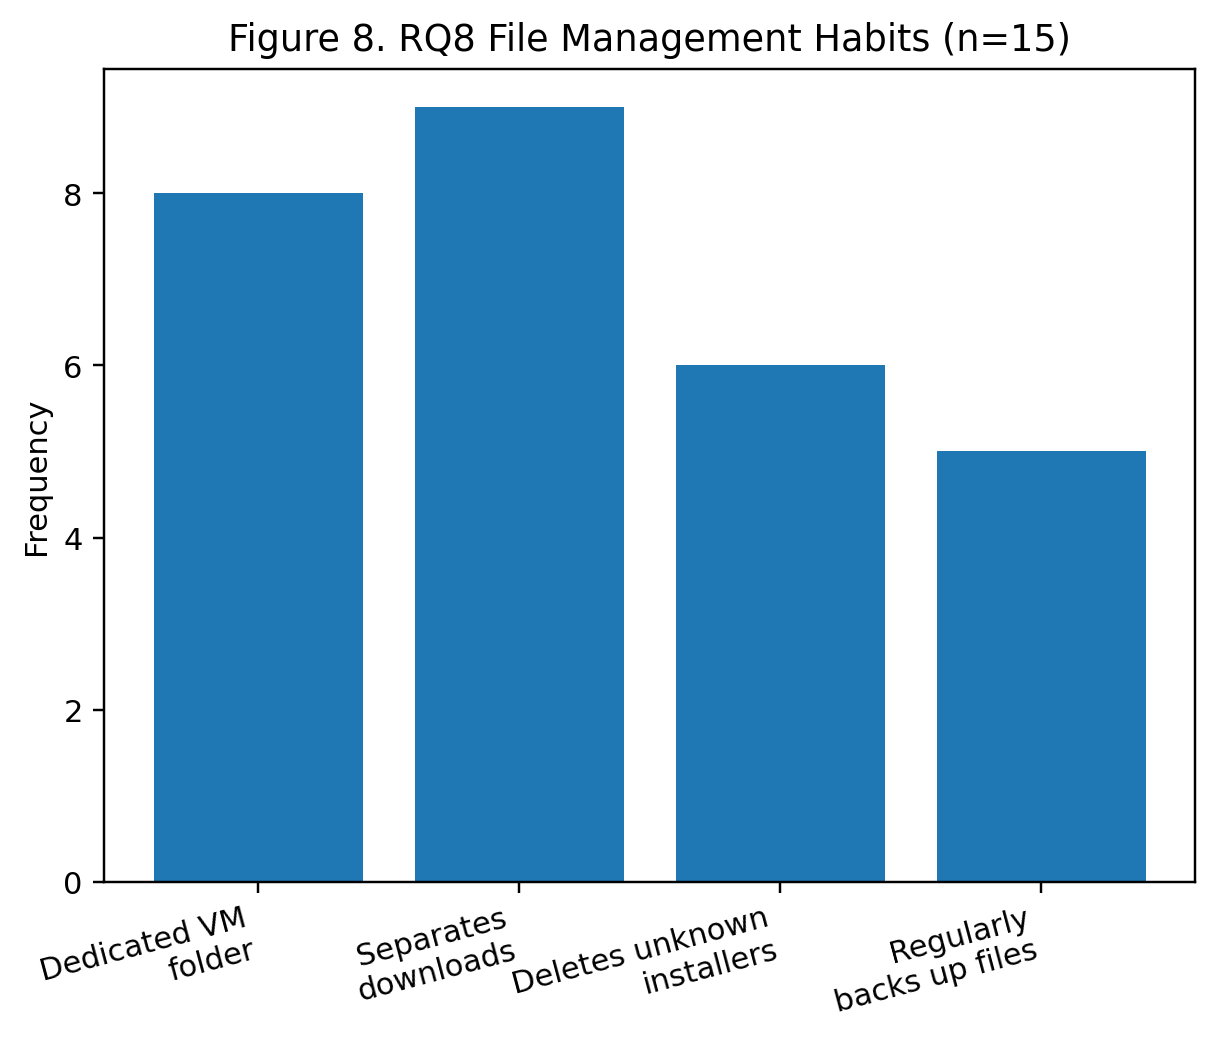 Figure 8. RQ8 File Management Habits (n=15)
Frequency
8
6
4
2
0
Dedicated VM
folder
Separates
downloads
Deletes unknown
installers
Regularly
backs up files